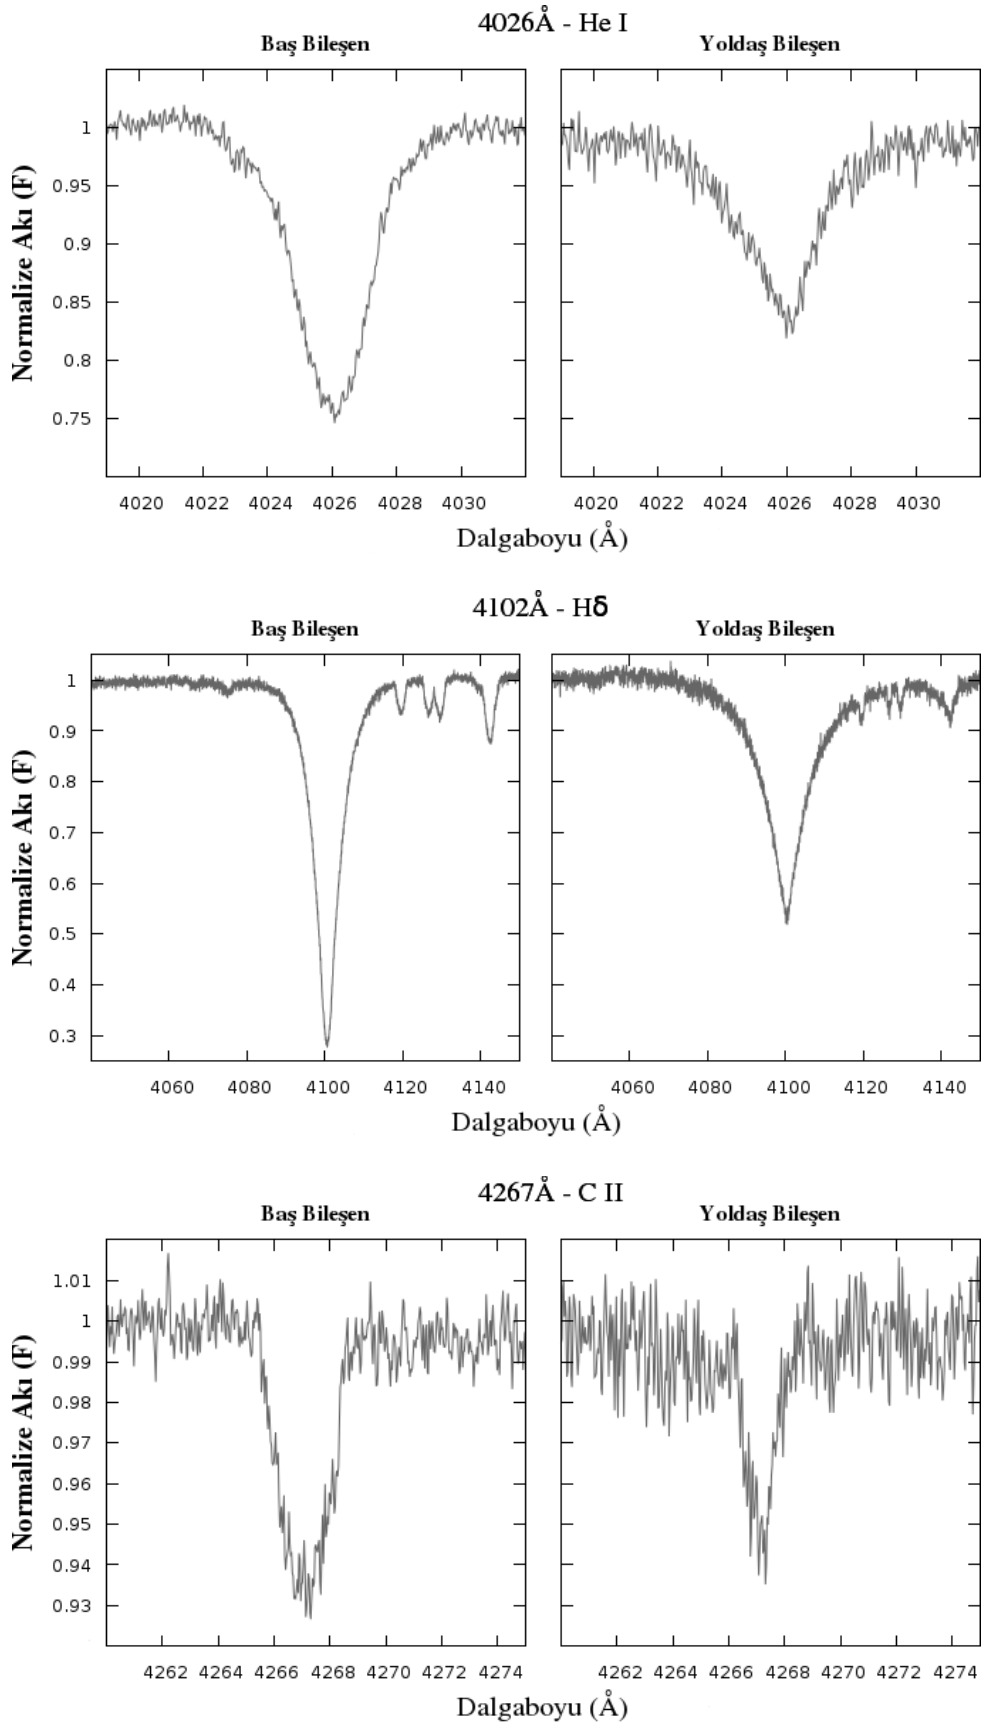 4026Å - He I
Baş Bileşen Yoldaş Bileşen
Normalize Akı (F)
1
0.95
0.9
0.85
0.8
0.75
4020 4022 4024 4026 4028 4030 4020 4022 4024 4026 4028 4030
Dalgaboyu (Å)
4102Å - Hδ
Baş Bileşen Yoldaş Bileşen
Normalize Akı (F)
1
0.9
0.8
0.7
0.6
0.5
0.4
0.3
4060 4080 4100 4120 4140 4060 4080 4100 4120 4140
Dalgaboyu (Å)
4267Å - C II
Baş Bileşen Yoldaş Bileşen
Normalize Akı (F)
1.01
1
0.99
0.98
0.97
0.96
0.95
0.94
0.93
4262 4264 4266 4268 4270 4272 4274 4262 4264 4266 4268 4270 4272 4274
Dalgaboyu (Å)